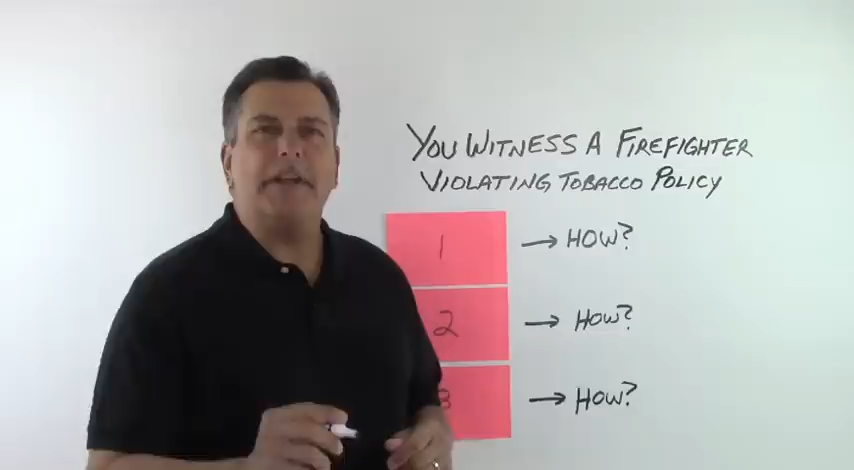 YOU WITNESS A FIREFIGHTER
VIOLATING TOBACCO POLICY
1 → HOW?
2 → HOW?
3 → HOW?